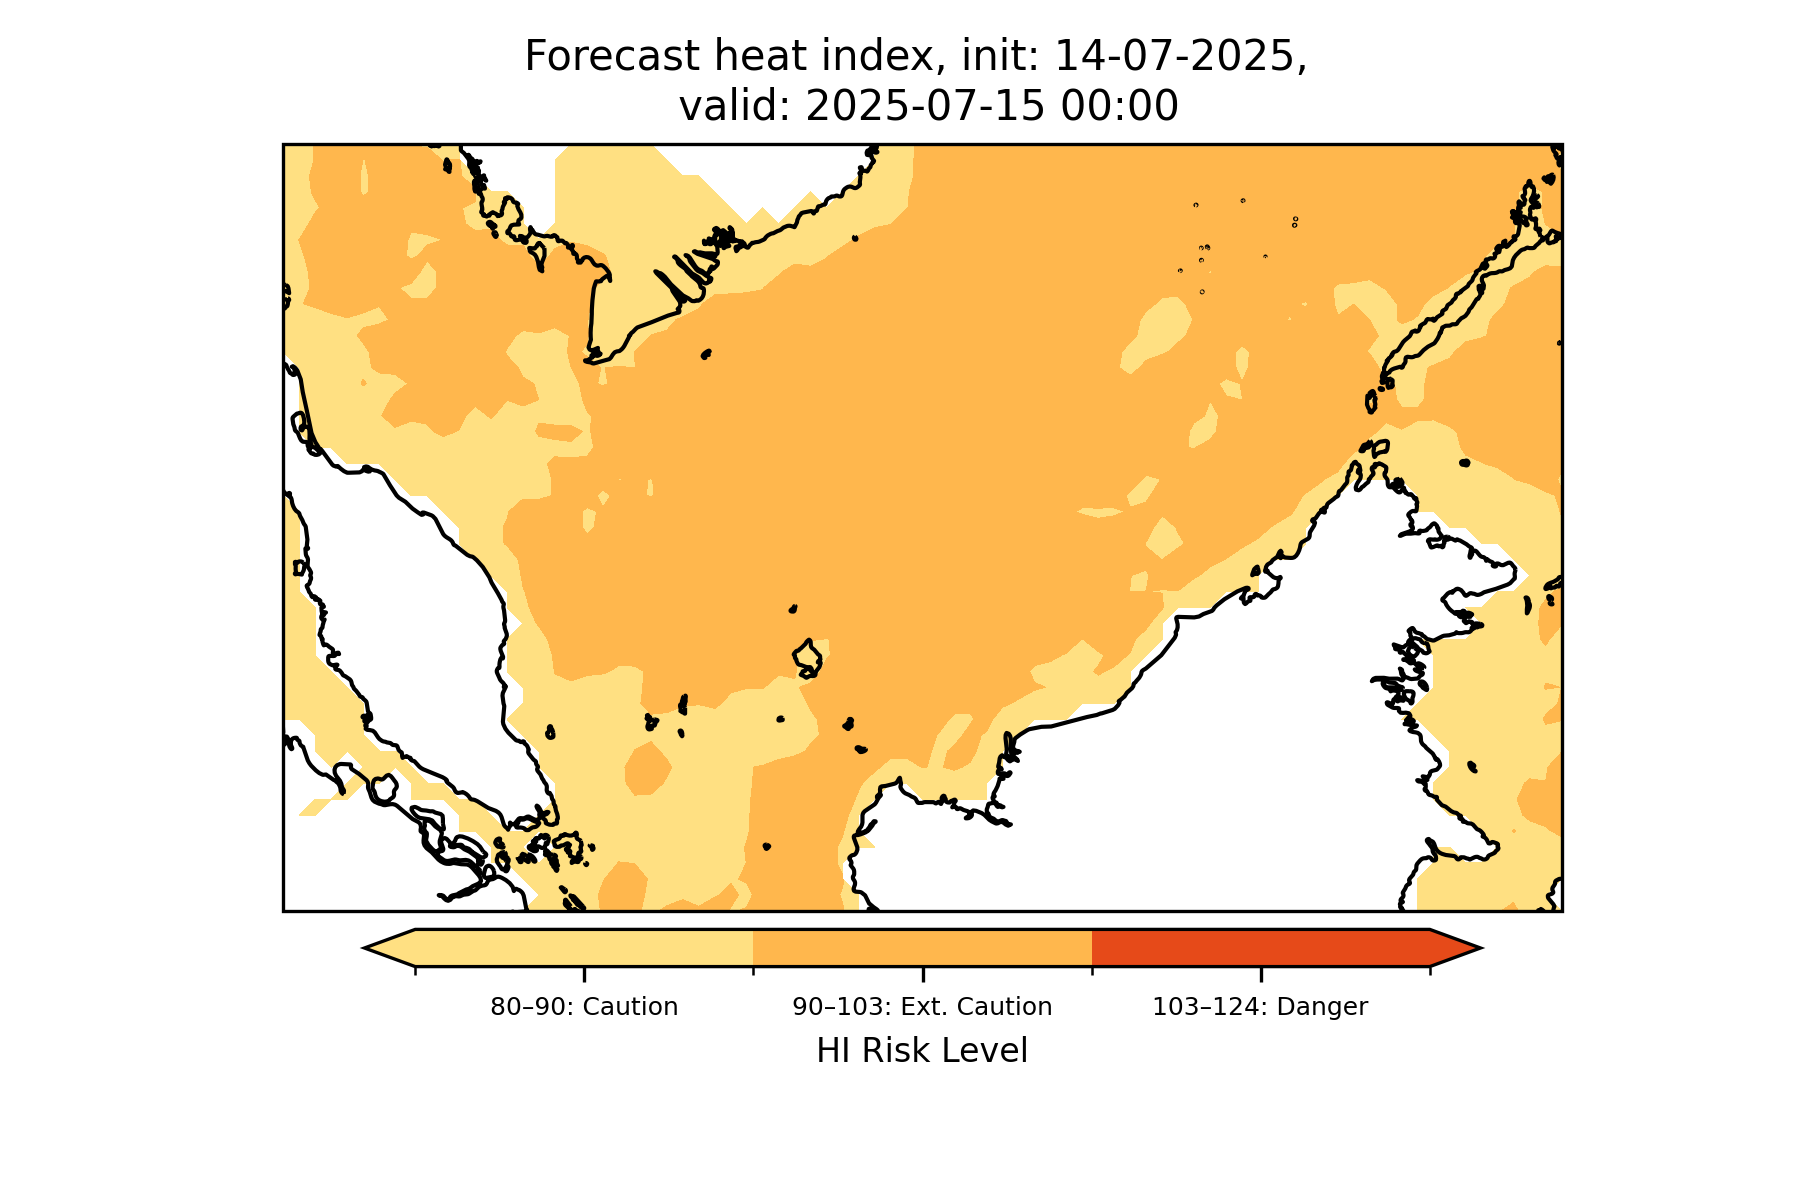 Forecast heat index, init: 14-07-2025,
valid: 2025-07-15 00:00
80–90: Caution
90–103: Ext. Caution
103–124: Danger
HI Risk Level